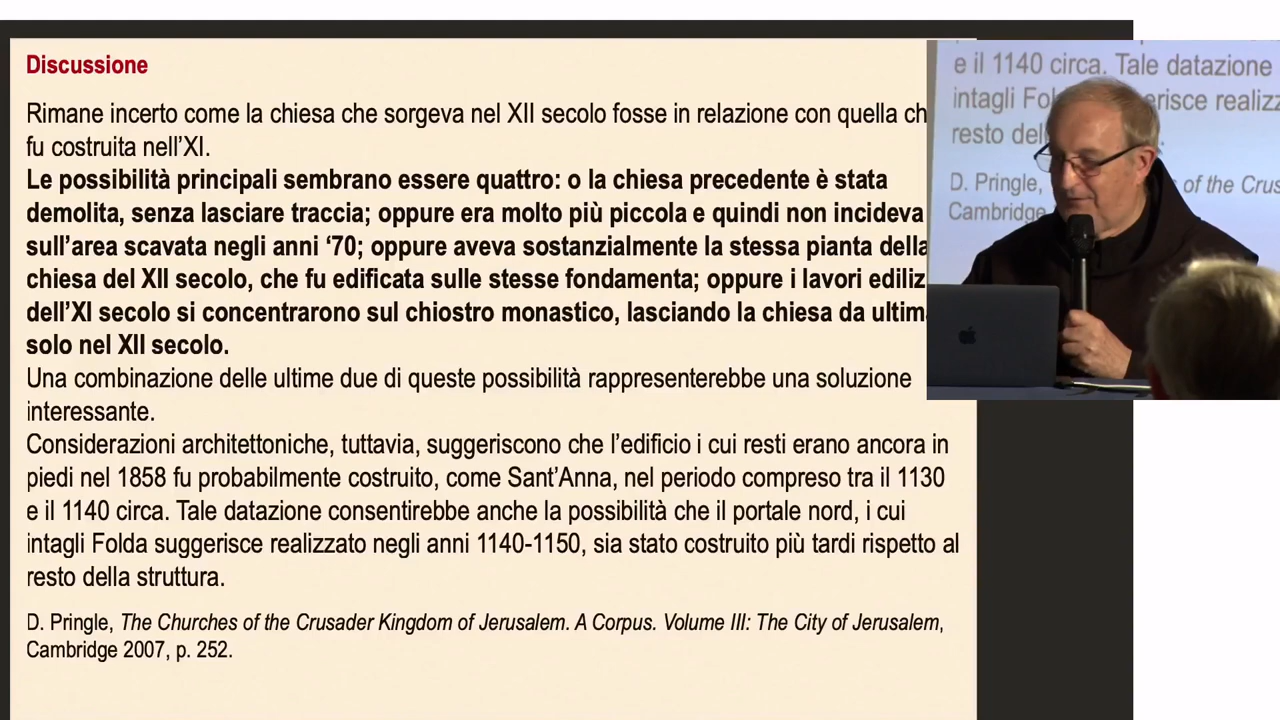 Discussione
Rimane incerto come la chiesa che sorgeva nel XII secolo fosse in relazione con quella ch
fu costruita nell’XI.
Le possibilità principali sembrano essere quattro: o la chiesa precedente è stata
demolita, senza lasciare traccia; oppure era molto più piccola e quindi non incideva
sull’area scavata negli anni ‘70; oppure aveva sostanzialmente la stessa pianta della
chiesa del XII secolo, che fu edificata sulle stesse fondamenta; oppure i lavori ediliz
dell’XI secolo si concentrarono sul chiostro monastico, lasciando la chiesa da ultim
solo nel XII secolo.
Una combinazione delle ultime due di queste possibilità rappresenterebbe una soluzione
interessante.
Considerazioni architettoniche, tuttavia, suggeriscono che l’edificio i cui resti erano ancora in
piedi nel 1858 fu probabilmente costruito, come Sant’Anna, nel periodo compreso tra il 1130
e il 1140 circa. Tale datazione consentirebbe anche la possibilità che il portale nord, i cui
intagli Folda suggerisce realizzato negli anni 1140-1150, sia stato costruito più tardi rispetto al
resto della struttura.
D. Pringle, The Churches of the Crusader Kingdom of Jerusalem. A Corpus. Volume III: The City of Jerusalem,
Cambridge 2007, p. 252.
e il 1140 circa. Tale datazione
intagli Fo erisce realizz
resto del
D. Pringle, of the Crus
Cambridge